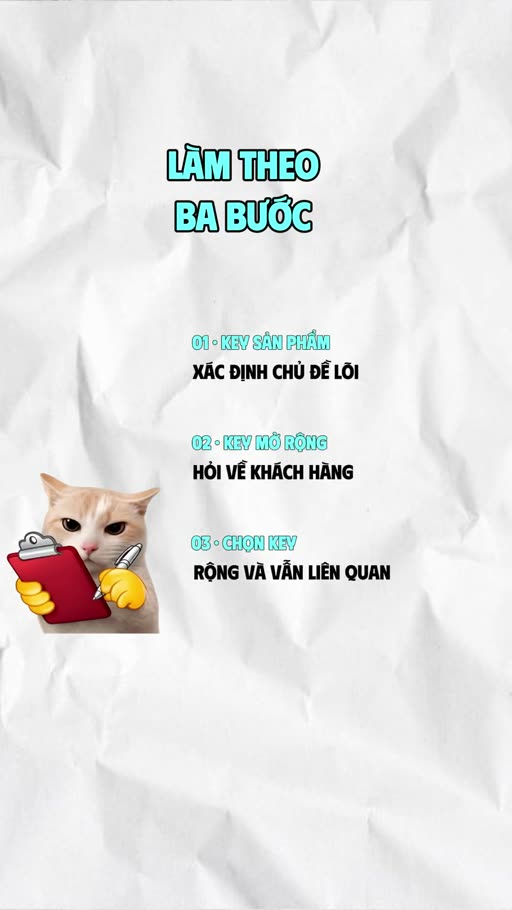 LÀM THEO
BA BƯỚC
01 · KEY SẢN PHẨM
XÁC ĐỊNH CHỦ ĐỀ LÕI
02 · KEY MỞ RỘNG
HỎI VỀ KHÁCH HÀNG
03 · CHỌN KEY
RỘNG VÀ VẪN LIÊN QUAN